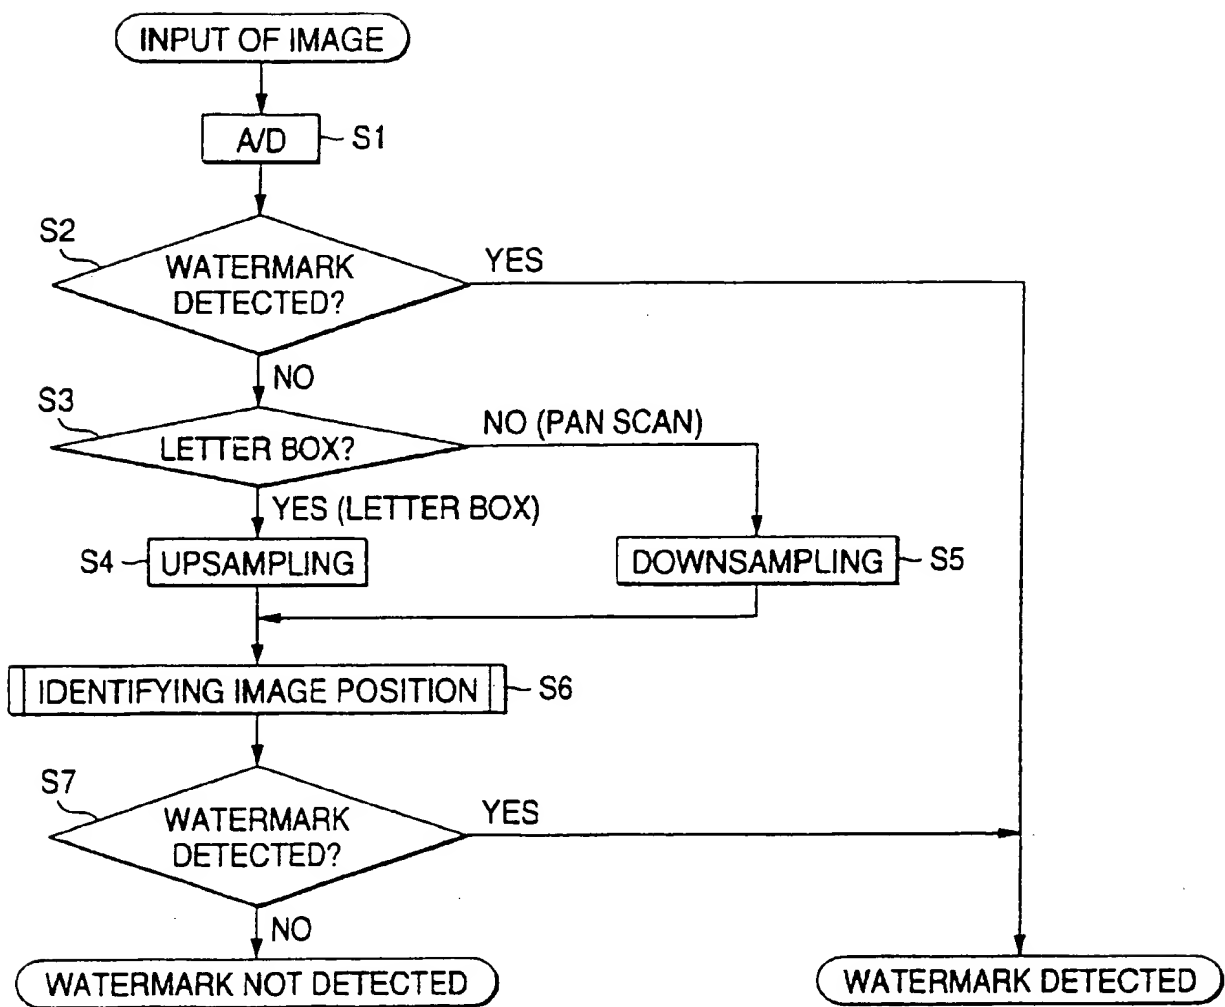 INPUT OF IMAGE
A/D
S1
S2
WATERMARK
DETECTED?
YES
NO
S3
LETTER BOX?
NO (PAN SCAN)
YES (LETTER BOX)
S4
UPSAMPLING
DOWNSAMPLING
S5
IDENTIFYING IMAGE POSITION
S6
S7
WATERMARK
DETECTED?
YES
NO
WATERMARK NOT DETECTED
WATERMARK DETECTED